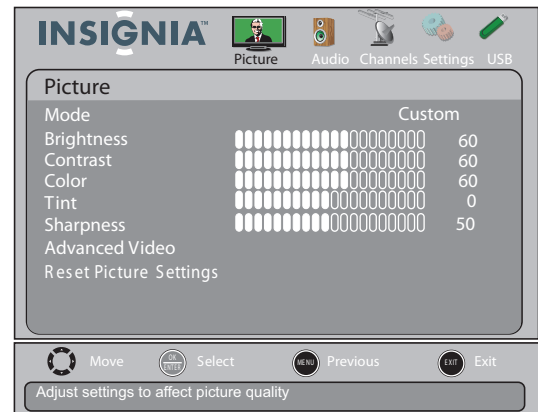 INSIGNIA™
Picture Audio Channels Settings USB
Picture
Mode Custom
Brightness 60
Contrast 60
Color 60
Tint 0
Sharpness 50
Advanced Video
Reset Picture Settings
Move OK ENTER Select MENU Previous EXIT Exit
Adjust settings to affect picture quality